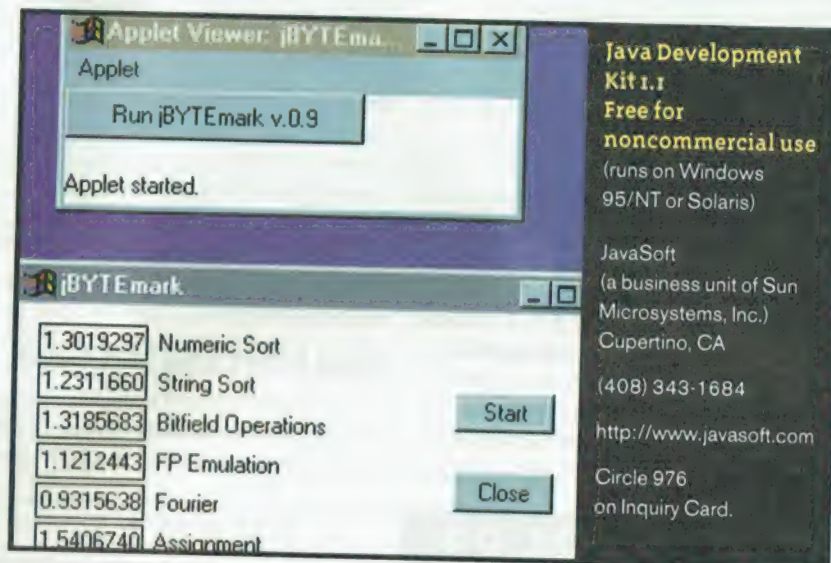 Applet Viewer: jBYTEma...
Applet
Run jBYTEmark v.0.9
Applet started.
jBYTEmark
1.3019297 Numeric Sort
1.2311660 String Sort
1.3185683 Bitfield Operations
1.1212443 FP Emulation
0.9315638 Fourier
1.5406740 Assignment
Start
Close
Java Development
Kit 1.1
Free for
noncommercial use
(runs on Windows
95/NT or Solaris)
JavaSoft
(a business unit of Sun
Microsystems, Inc.)
Cupertino, CA
(408) 343-1684
http://www.javasoft.com
Circle 976
on Inquiry Card.